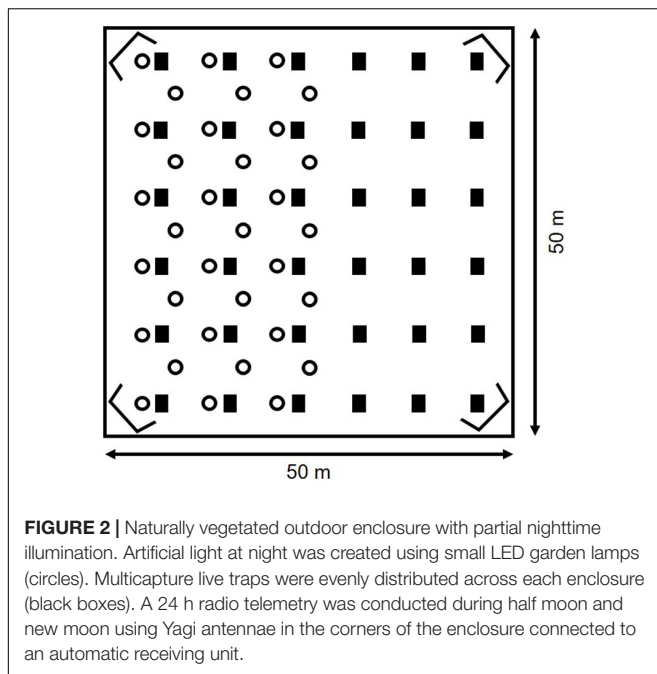 50 m
50 m
FIGURE 2 | Naturally vegetated outdoor enclosure with partial nighttime
illumination. Artificial light at night was created using small LED garden lamps
(circles). Multicapture live traps were evenly distributed across each enclosure
(black boxes). A 24 h radio telemetry was conducted during half moon and
new moon using Yagi antennae in the corners of the enclosure connected to
an automatic receiving unit.